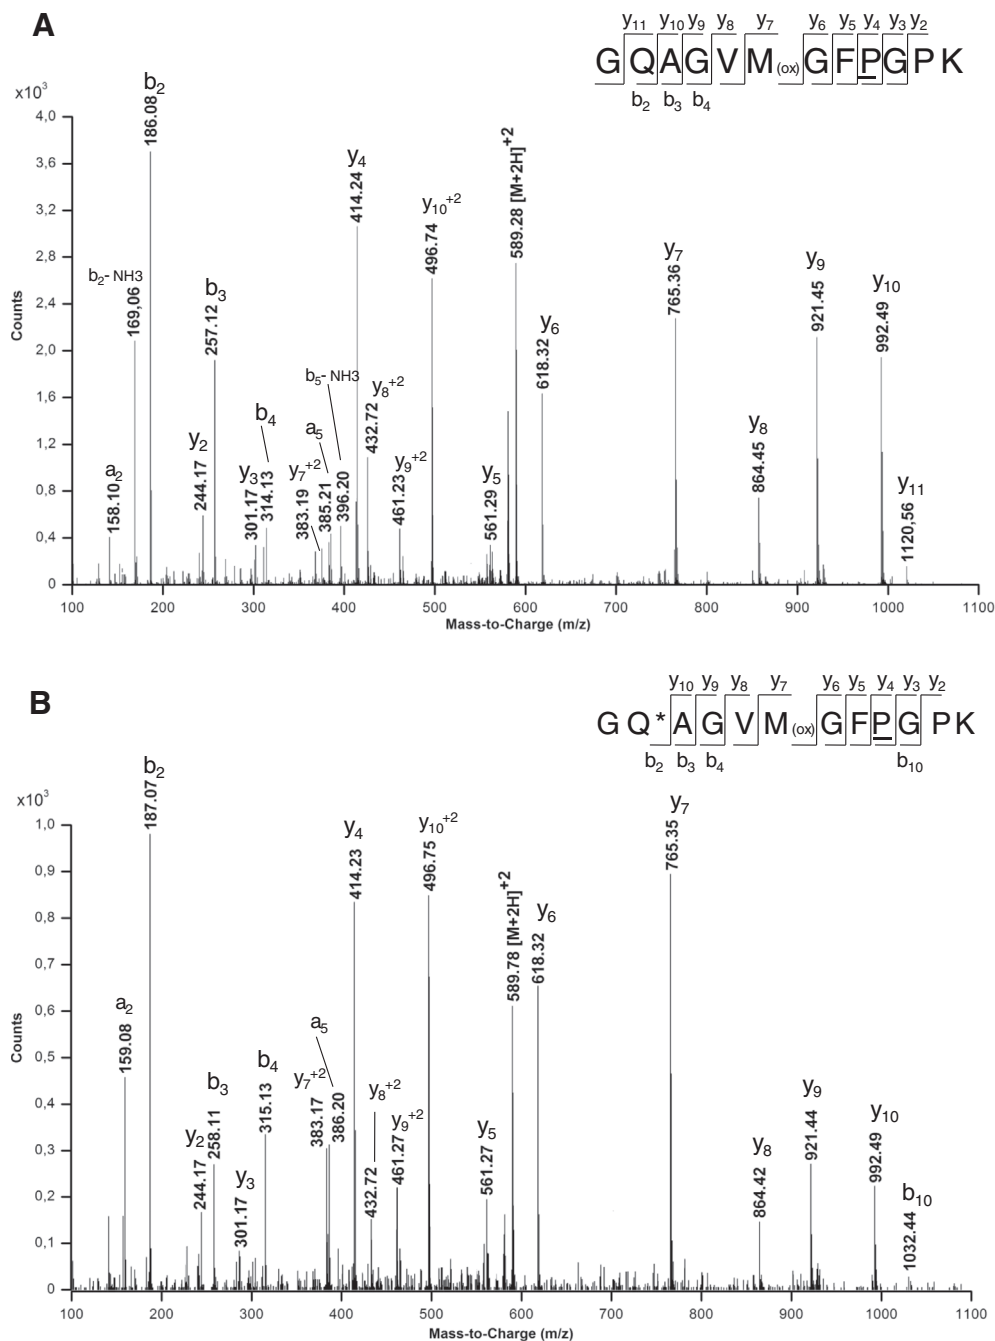 A
y11 y10 y9 y8 y7 y6 y5 y4 y3 y2
GQAGVM(ox)GFPGPK
b2 b3 b4
x10³
4,0
3,6
3,2
2,8
2,4
2,0
1,6
1,2
0,8
0,4
0
Counts
a2
158.10
b2-NH3
169,06
b2
186.08
y2
244.17
b3
257.12
y3
301.17
b4
314.13
y7+2
383.19
a5
385.21
b5-NH3
396.20
y4
414.24
y8+2
432.72
y9+2
461.23
y10+2
496.74
y5
561.29
589.28 [M+2H]+2
y6
618.32
y7
765.36
y8
864.45
y9
921.45
y10
992.49
y11
1120,56
100 200 300 400 500 600 700 800 900 1000 1100
Mass-to-Charge (m/z)
B
y10 y9 y8 y7 y6 y5 y4 y3 y2
GQ*AGVM(ox)GFPGPK
b2 b3 b4 b10
x10³
1,0
0,9
0,8
0,7
0,6
0,5
0,4
0,3
0,2
0,1
0
Counts
a2
159.08
b2
187.07
y2
244.17
b3
258.11
y3
301.17
b4
315.13
y7+2
383.17
a5
386.20
y4
414.23
y8+2
432.72
y9+2
461.27
y10+2
496.75
y5
561.27
589.78 [M+2H]+2
y6
618.32
y7
765.35
y8
864.42
y9
921.44
y10
992.49
b10
1032.44
100 200 300 400 500 600 700 800 900 1000 1100
Mass-to-Charge (m/z)